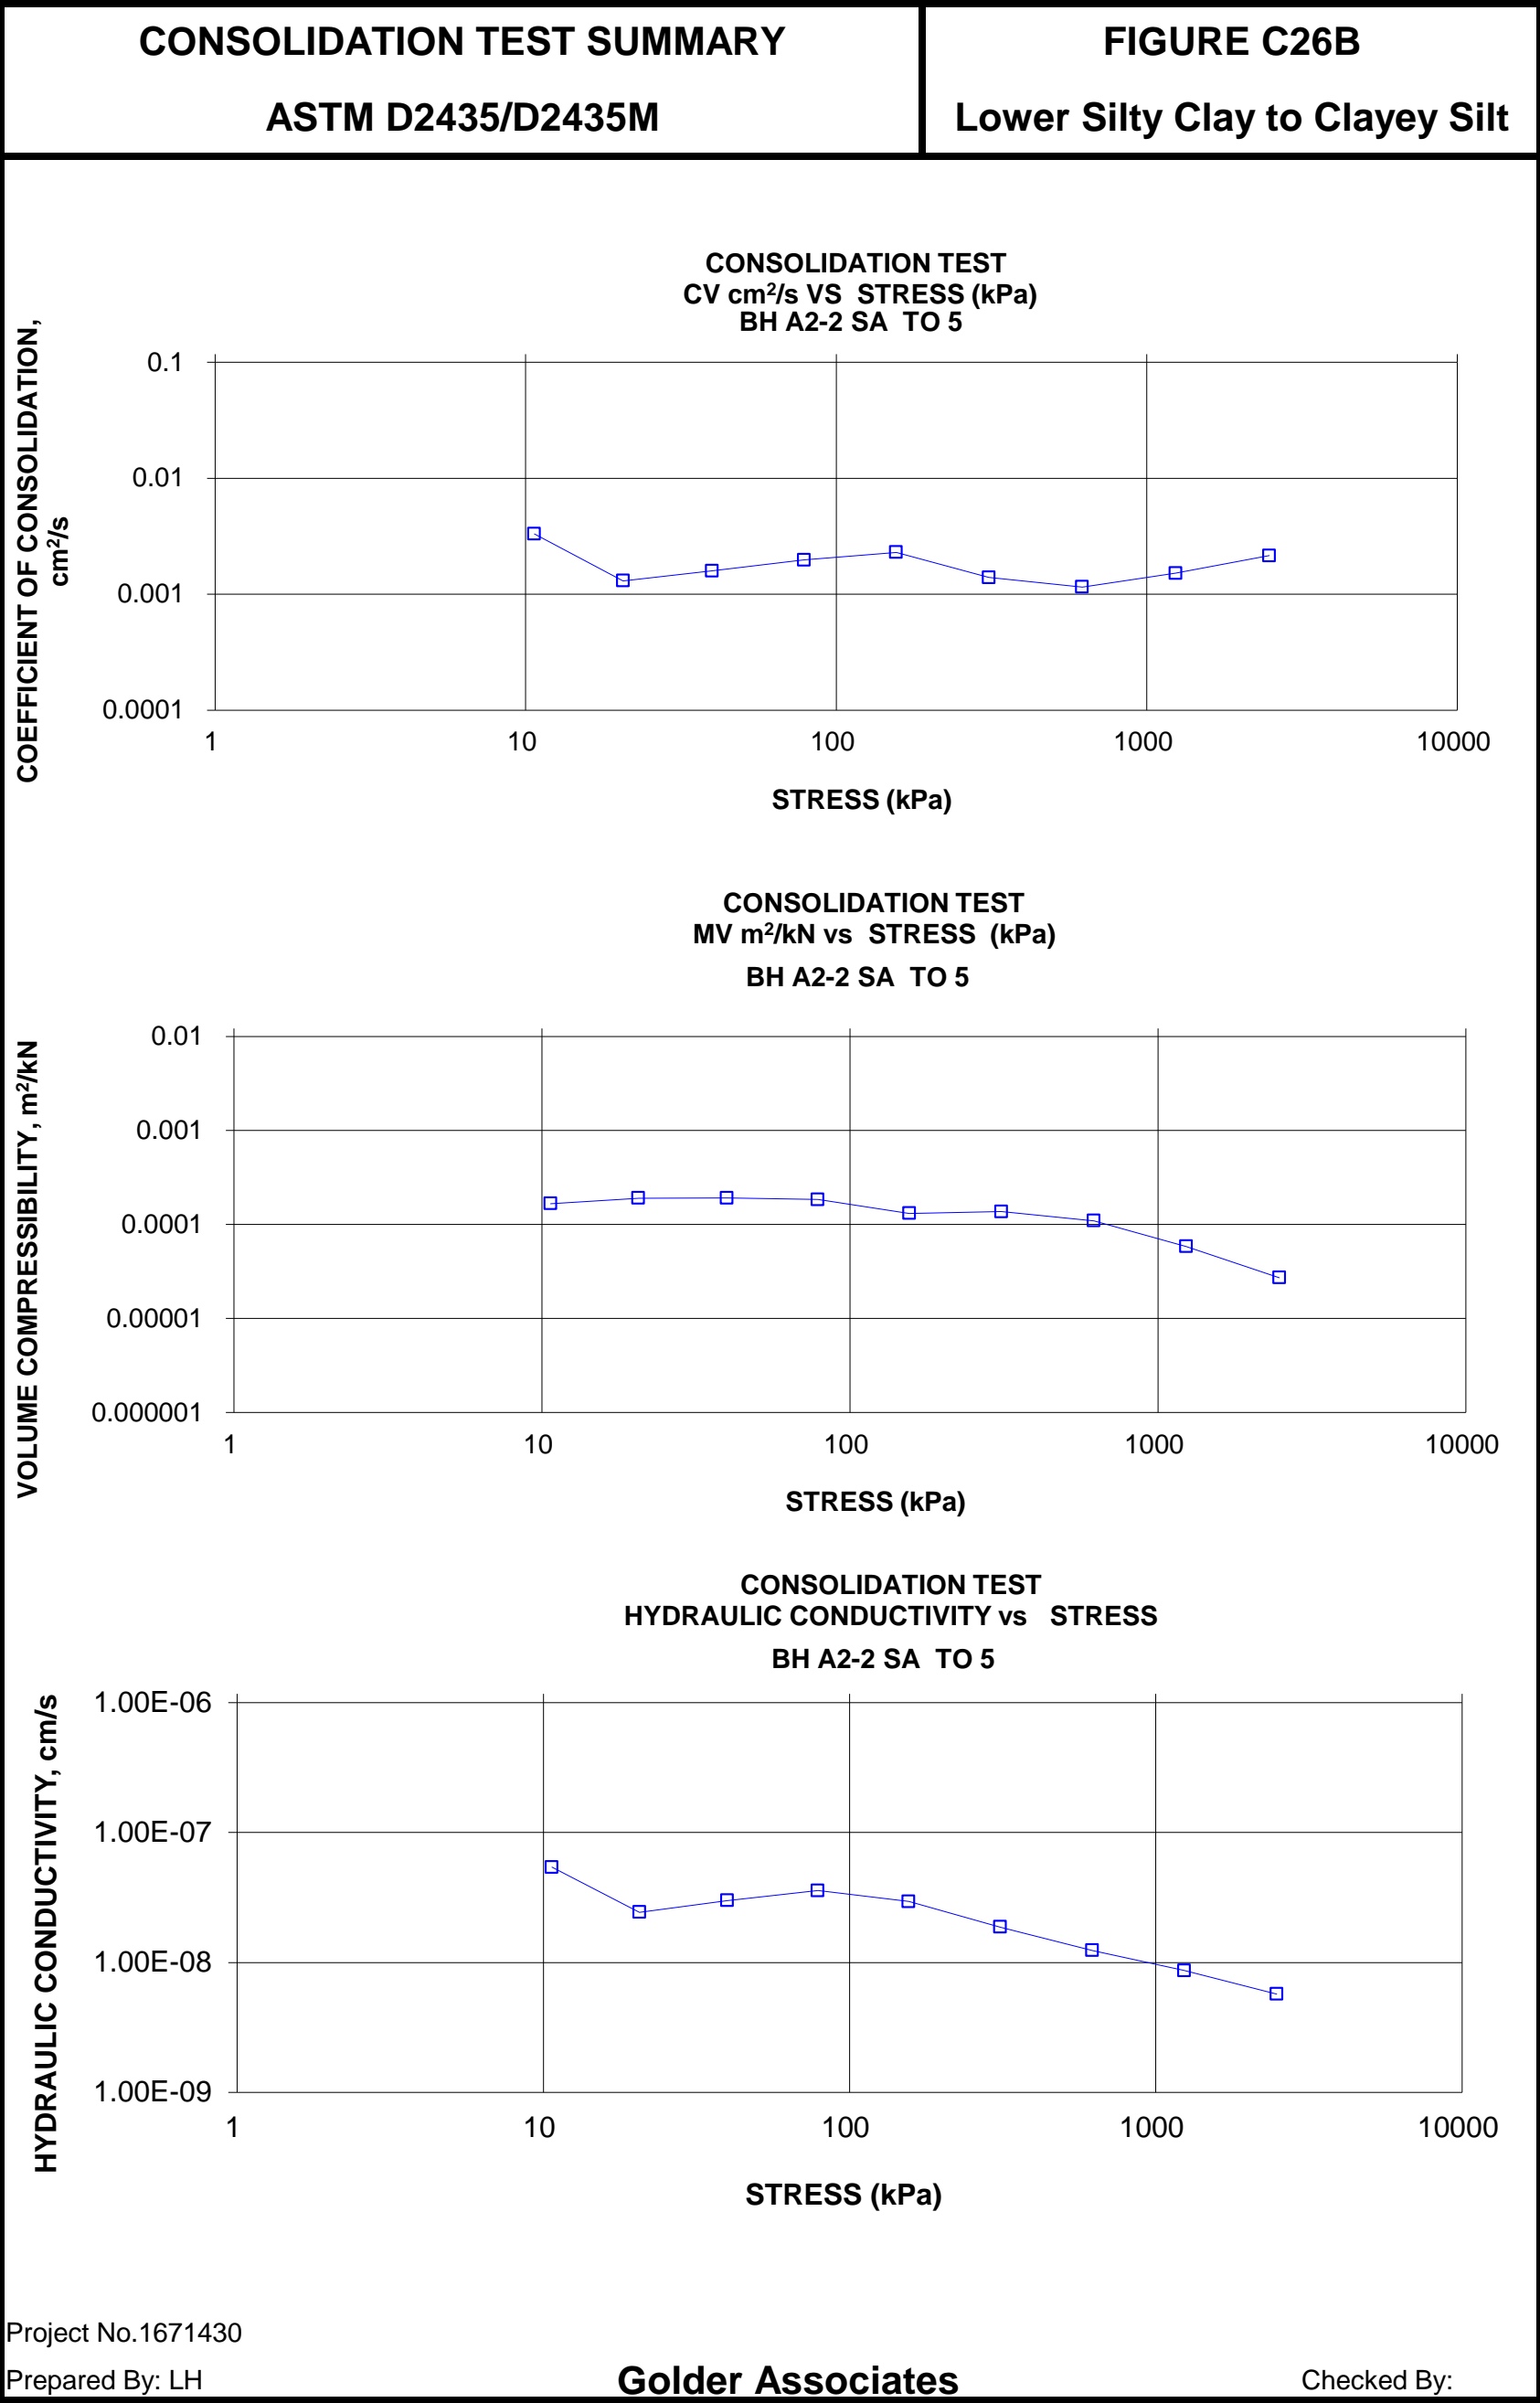 CONSOLIDATION TEST SUMMARY
ASTM D2435/D2435M
FIGURE C26B
Lower Silty Clay to Clayey Silt
CONSOLIDATION TEST
CV cm²/s VS STRESS (kPa)
BH A2-2 SA TO 5
COEFFICIENT OF CONSOLIDATION,
cm²/s
0.1
0.01
0.001
0.0001
1 10 100 1000 10000
STRESS (kPa)
CONSOLIDATION TEST
MV m²/kN vs STRESS (kPa)
BH A2-2 SA TO 5
VOLUME COMPRESSIBILITY, m²/kN
0.01
0.001
0.0001
0.00001
0.000001
1 10 100 1000 10000
STRESS (kPa)
CONSOLIDATION TEST
HYDRAULIC CONDUCTIVITY vs STRESS
BH A2-2 SA TO 5
HYDRAULIC CONDUCTIVITY, cm/s
1.00E-06
1.00E-07
1.00E-08
1.00E-09
1 10 100 1000 10000
STRESS (kPa)
Project No.1671430
Prepared By: LH
Golder Associates
Checked By: